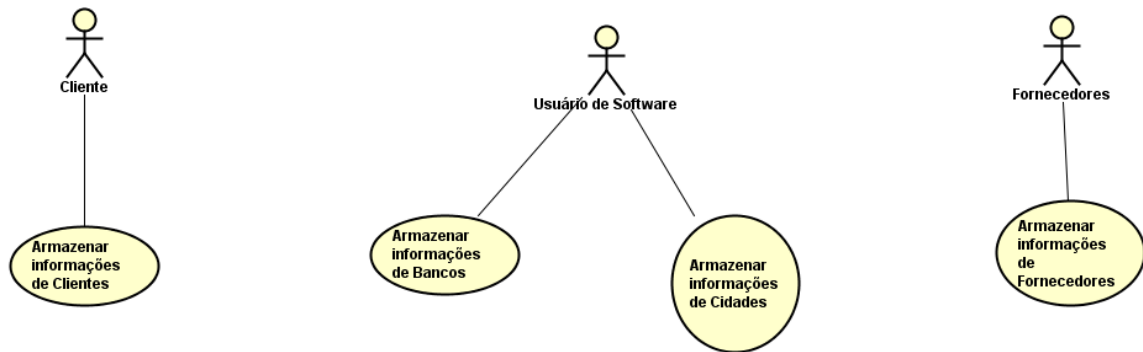 Cliente
Usuário de Software
Fornecedores
Armazenar
informações
de Clientes
Armazenar
informações
de Bancos
Armazenar
informações
de Cidades
Armazenar
informações
de
Fornecedores